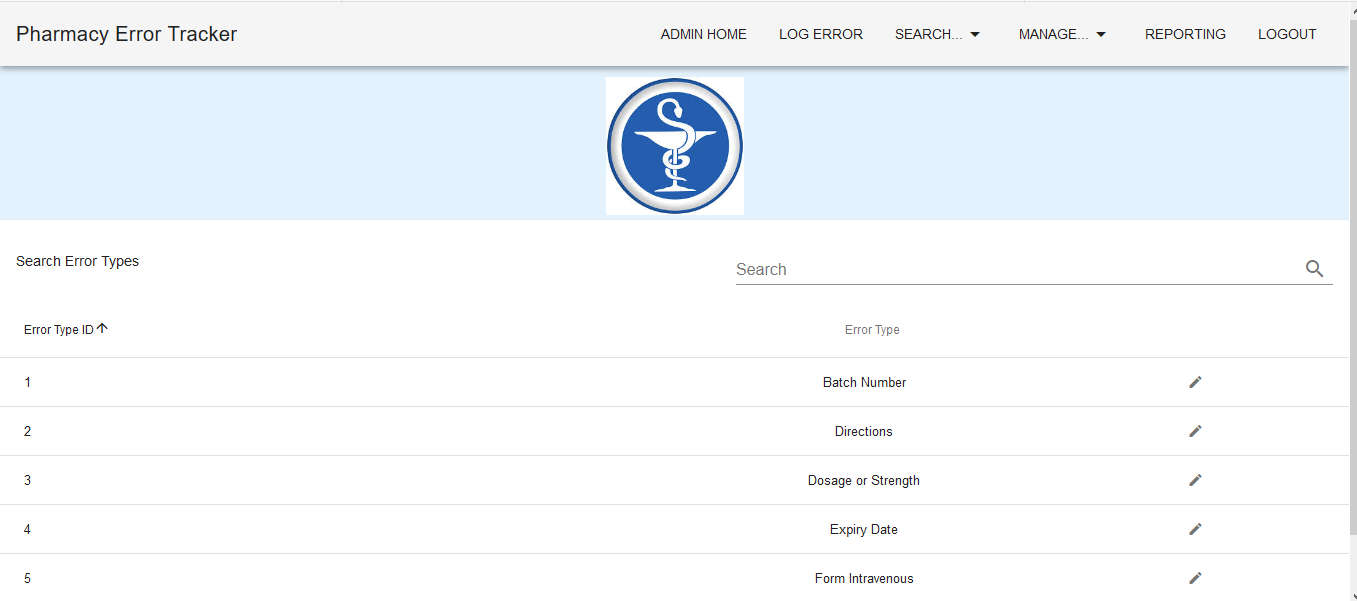 Pharmacy Error Tracker ADMIN HOME LOG ERROR SEARCH... MANAGE... REPORTING LOGOUT
Search Error Types Search
Error Type ID Error Type
1 Batch Number
2 Directions
3 Dosage or Strength
4 Expiry Date
5 Form Intravenous